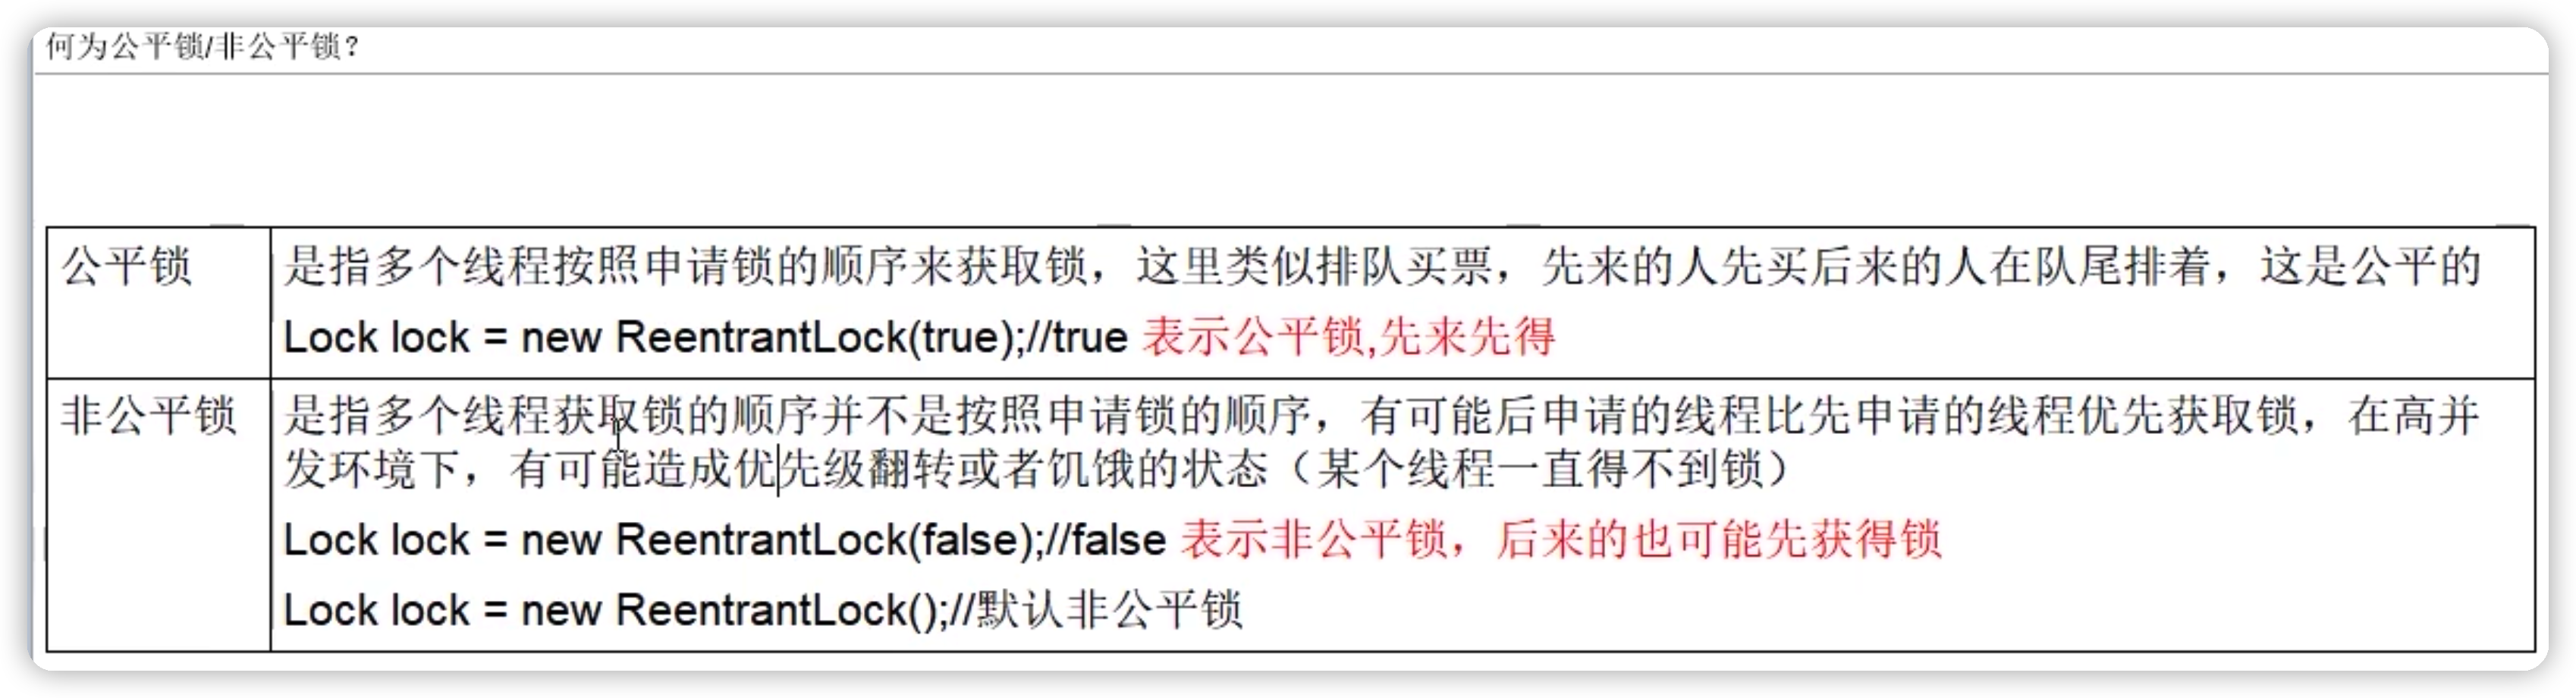 何为公平锁/非公平锁？
公平锁
是指多个线程按照申请锁的顺序来获取锁，这里类似排队买票，先来的人先买后来的人在队尾排着，这是公平的
Lock lock = new ReentrantLock(true);//true 表示公平锁,先来先得
非公平锁
是指多个线程获取锁的顺序并不是按照申请锁的顺序，有可能后申请的线程比先申请的线程优先获取锁，在高并
发环境下，有可能造成优先级翻转或者饥饿的状态（某个线程一直得不到锁）
Lock lock = new ReentrantLock(false);//false 表示非公平锁，后来的也可能先获得锁
Lock lock = new ReentrantLock();//默认非公平锁